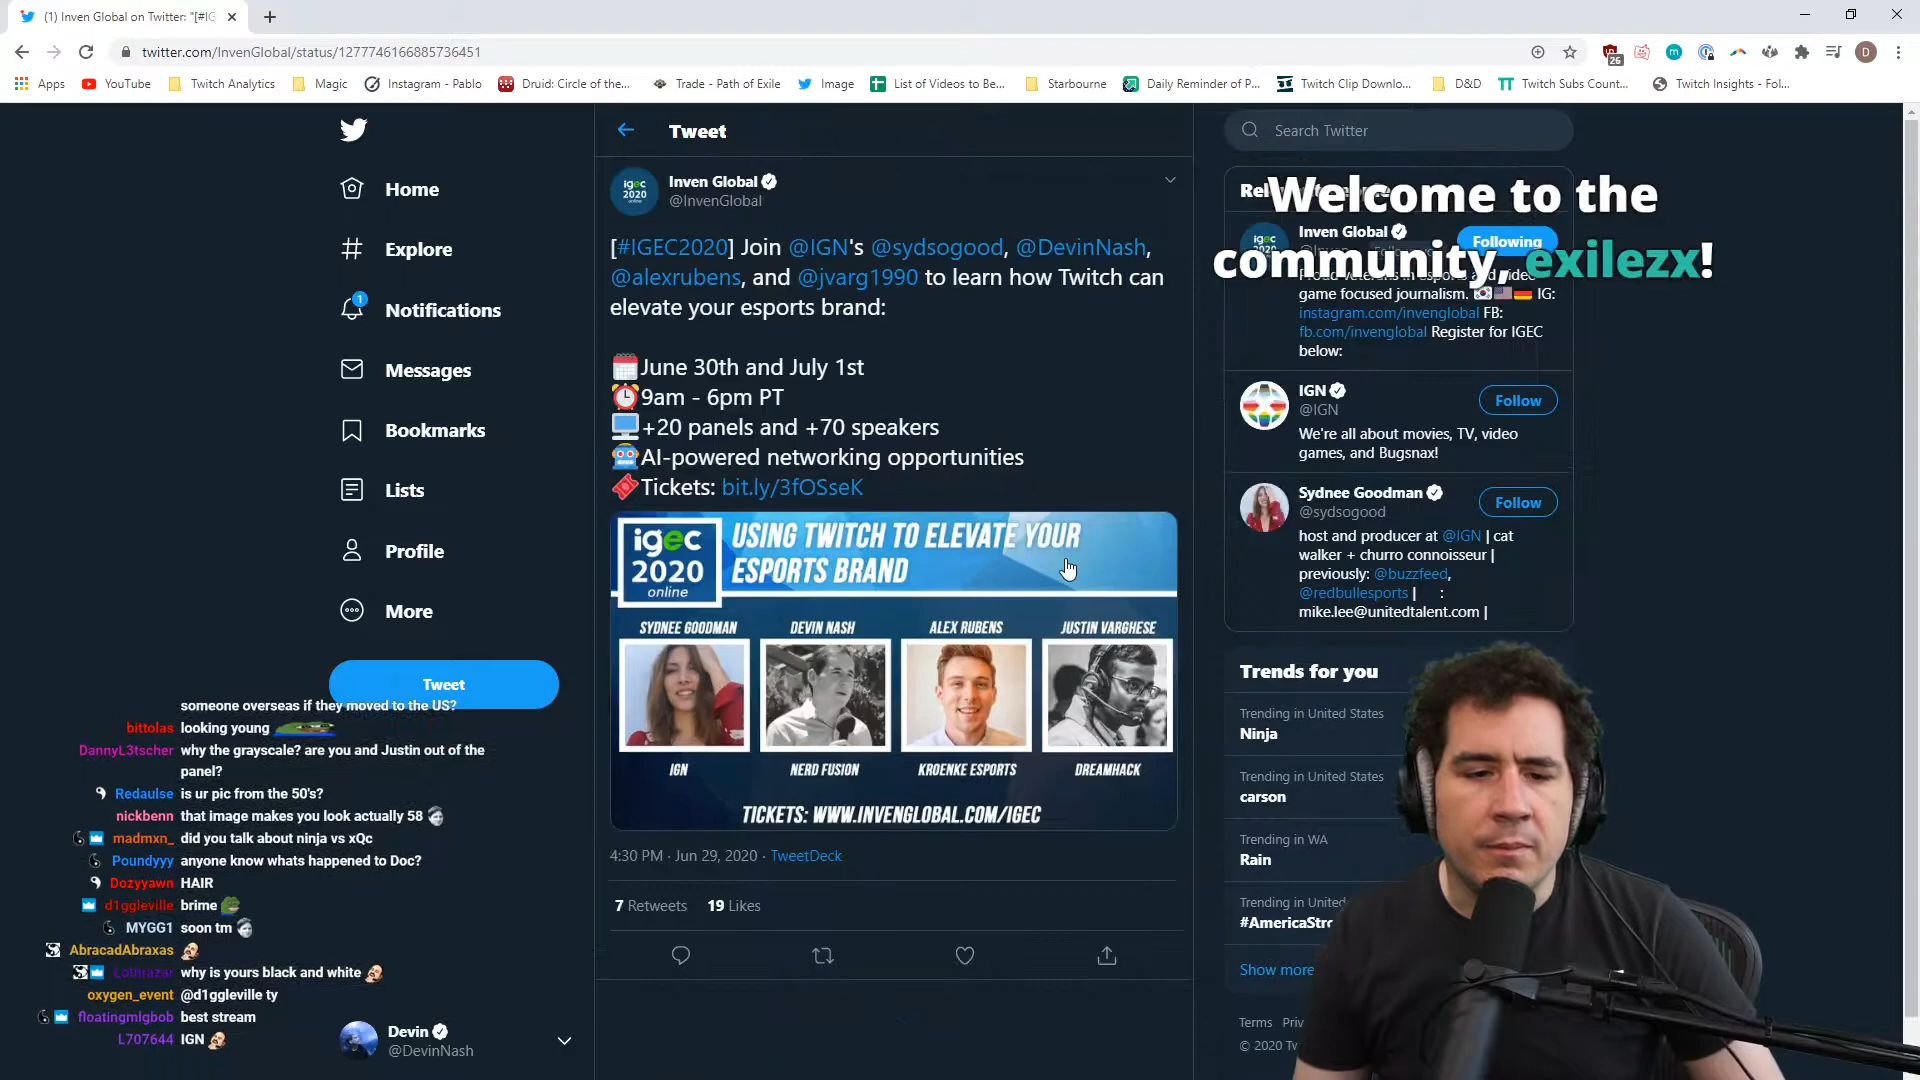 (1) Inven Global on Twitter: "[#IG
twitter.com/InvenGlobal/status/1277746166885736451
26
D
Apps
YouTube
Twitch Analytics
Magic
Instagram - Pablo
Druid: Circle of the...
Trade - Path of Exile
Image
List of Videos to Be...
Starbourne
Daily Reminder of P...
Twitch Clip Downlo...
D&D
Twitch Subs Count...
Twitch Insights - Fol...
Home
Explore
1
Notifications
Messages
Bookmarks
Lists
Profile
More
Tweet
someone overseas if they moved to the US?
bittolas looking young
DannyL3tscher why the grayscale? are you and Justin out of the
panel?
Redaulse is ur pic from the 50's?
nickbenn that image makes you look actually 58
madmxn_ did you talk about ninja vs xQc
Poundyyy anyone know whats happened to Doc?
Dozyyawn HAIR
d1ggleville brime
MYGG1 soon tm
AbracadAbraxas
Lothrazar why is yours black and white
oxygen_event @d1ggleville ty
floatingmlgbob best stream
L707644 IGN
Devin
@DevinNash
Tweet
igec
2020
online
Inven Global
@InvenGlobal
[#IGEC2020] Join @IGN's @sydsogood, @DevinNash,
@alexrubens, and @jvarg1990 to learn how Twitch can
elevate your esports brand:
June 30th and July 1st
9am - 6pm PT
+20 panels and +70 speakers
AI-powered networking opportunities
Tickets: bit.ly/3fOSseK
igec
2020
online
USING TWITCH TO ELEVATE YOUR
ESPORTS BRAND
SYDNEE GOODMAN
DEVIN NASH
ALEX RUBENS
JUSTIN VARGHESE
IGN
NERD FUSION
KROENKE ESPORTS
DREAMHACK
TICKETS: WWW.INVENGLOBAL.COM/IGEC
4:30 PM · Jun 29, 2020 · TweetDeck
7 Retweets 19 Likes
Search Twitter
Welcome to the
community, exilezx!
Inven Global
Following
game focused journalism. IG:
instagram.com/invenglobal FB:
fb.com/invenglobal Register for IGEC
below:
IGN
@IGN
Follow
We're all about movies, TV, video
games, and Bugsnax!
Sydnee Goodman
@sydsogood
Follow
host and producer at @IGN | cat
walker + churro connoisseur |
previously: @buzzfeed,
@redbullesports | :
mike.lee@unitedtalent.com |
Trends for you
Trending in United States
Ninja
Trending in United States
carson
Trending in WA
Rain
Trending in United
#AmericaStro
Show more
Terms Priv
© 2020 Tw